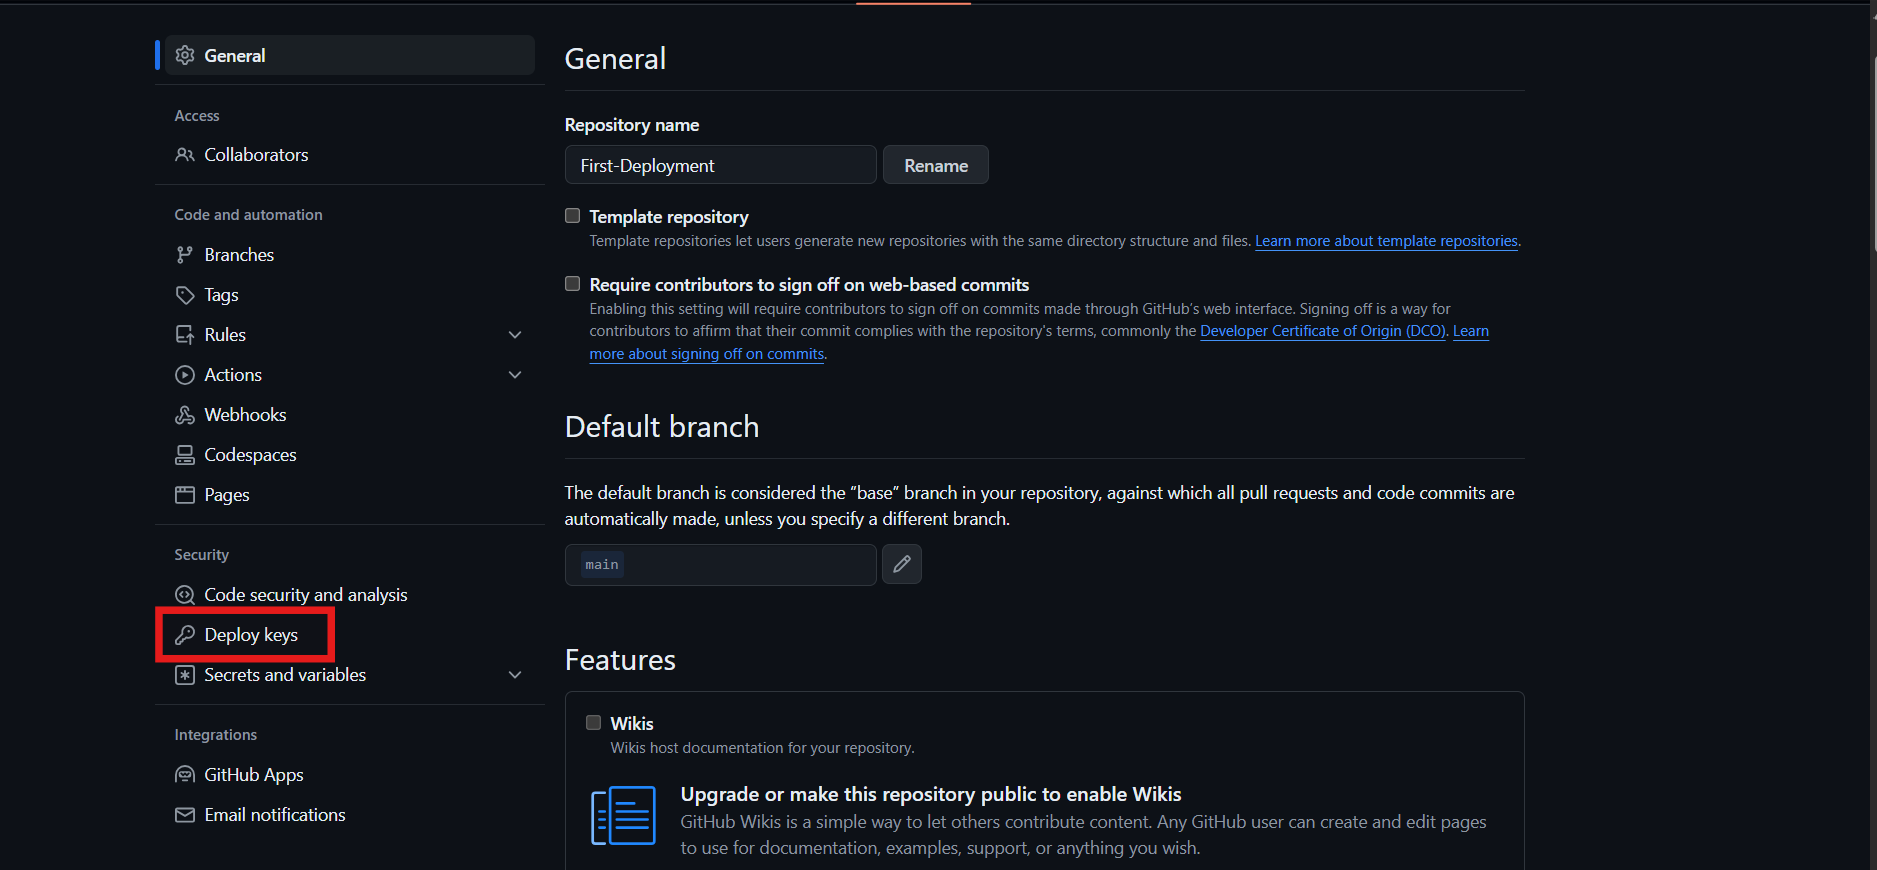 General
Access
Collaborators
Code and automation
Branches
Tags
Rules
Actions
Webhooks
Codespaces
Pages
Security
Code security and analysis
Deploy keys
Secrets and variables
Integrations
GitHub Apps
Email notifications
General
Repository name
First-Deployment
Rename
Template repository
Template repositories let users generate new repositories with the same directory structure and files. Learn more about template repositories.
Require contributors to sign off on web-based commits
Enabling this setting will require contributors to sign off on commits made through GitHub’s web interface. Signing off is a way for
contributors to affirm that their commit complies with the repository's terms, commonly the Developer Certificate of Origin (DCO). Learn
more about signing off on commits.
Default branch
The default branch is considered the “base” branch in your repository, against which all pull requests and code commits are
automatically made, unless you specify a different branch.
main
Features
Wikis
Wikis host documentation for your repository.
Upgrade or make this repository public to enable Wikis
GitHub Wikis is a simple way to let others contribute content. Any GitHub user can create and edit pages
to use for documentation, examples, support, or anything you wish.